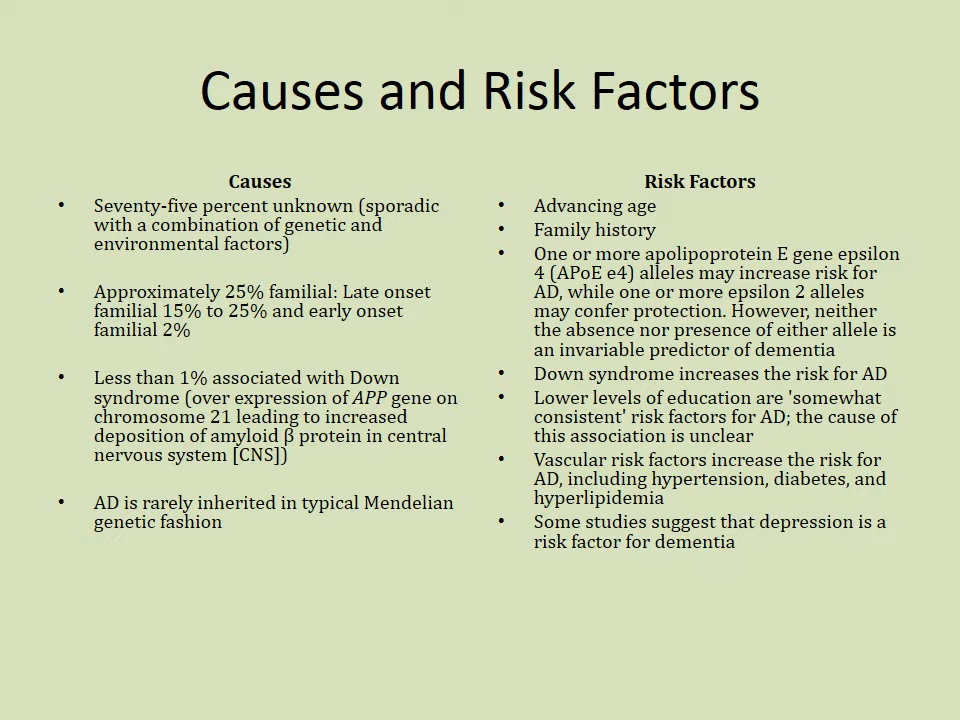 Causes and Risk Factors
Causes
• Seventy-five percent unknown (sporadic
with a combination of genetic and
environmental factors)
• Approximately 25% familial: Late onset
familial 15% to 25% and early onset
familial 2%
• Less than 1% associated with Down
syndrome (over expression of APP gene on
chromosome 21 leading to increased
deposition of amyloid β protein in central
nervous system [CNS])
• AD is rarely inherited in typical Mendelian
genetic fashion
Risk Factors
• Advancing age
• Family history
• One or more apolipoprotein E gene epsilon
4 (APoE e4) alleles may increase risk for
AD, while one or more epsilon 2 alleles
may confer protection. However, neither
the absence nor presence of either allele is
an invariable predictor of dementia
• Down syndrome increases the risk for AD
• Lower levels of education are 'somewhat
consistent' risk factors for AD; the cause of
this association is unclear
• Vascular risk factors increase the risk for
AD, including hypertension, diabetes, and
hyperlipidemia
• Some studies suggest that depression is a
risk factor for dementia